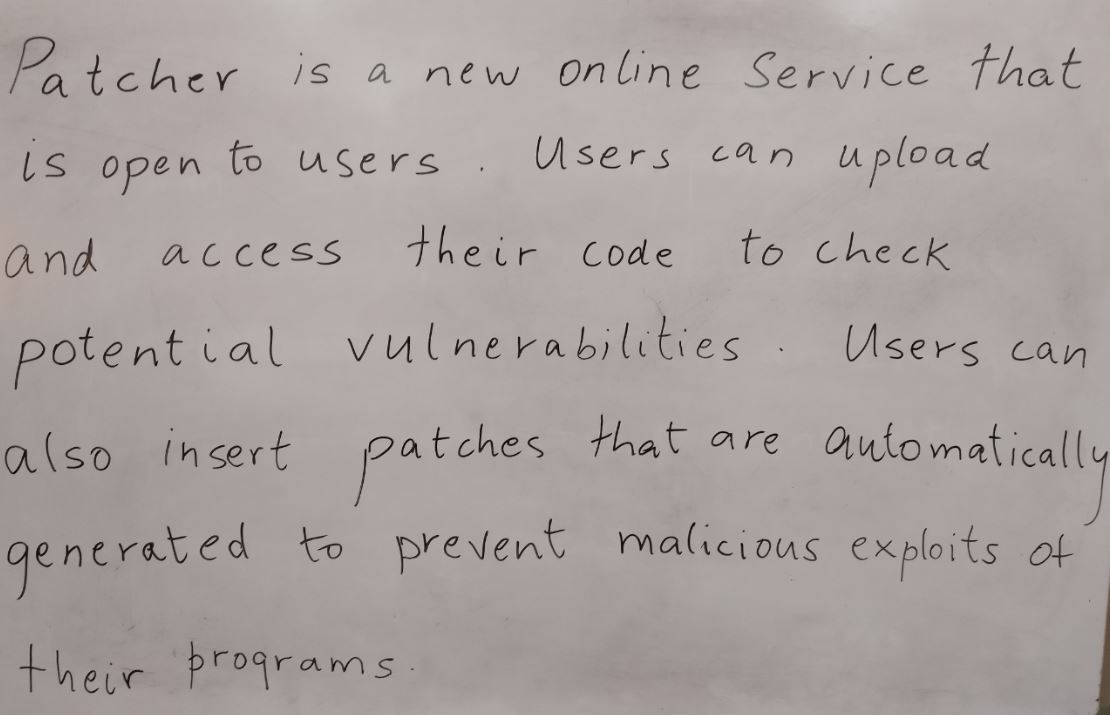 Patcher is a new online Service that
is open to users. Users can upload
and access their code to check
potential vulnerabilities. Users can
also insert patches that are automatically
generated to prevent malicious exploits of
their programs.